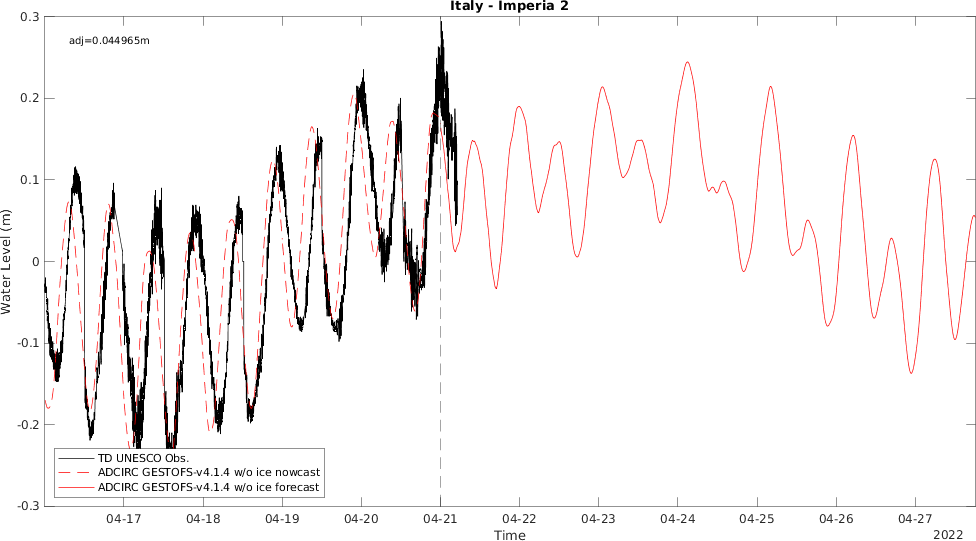 Italy - Imperia 2
adj=0.044965m
0.3
0.2
0.1
0
-0.1
-0.2
-0.3
Water Level (m)
TD UNESCO Obs.
ADCIRC GESTOFS-v4.1.4 w/o ice nowcast
ADCIRC GESTOFS-v4.1.4 w/o ice forecast
04-17 04-18 04-19 04-20 04-21 04-22 04-23 04-24 04-25 04-26 04-27
Time
2022